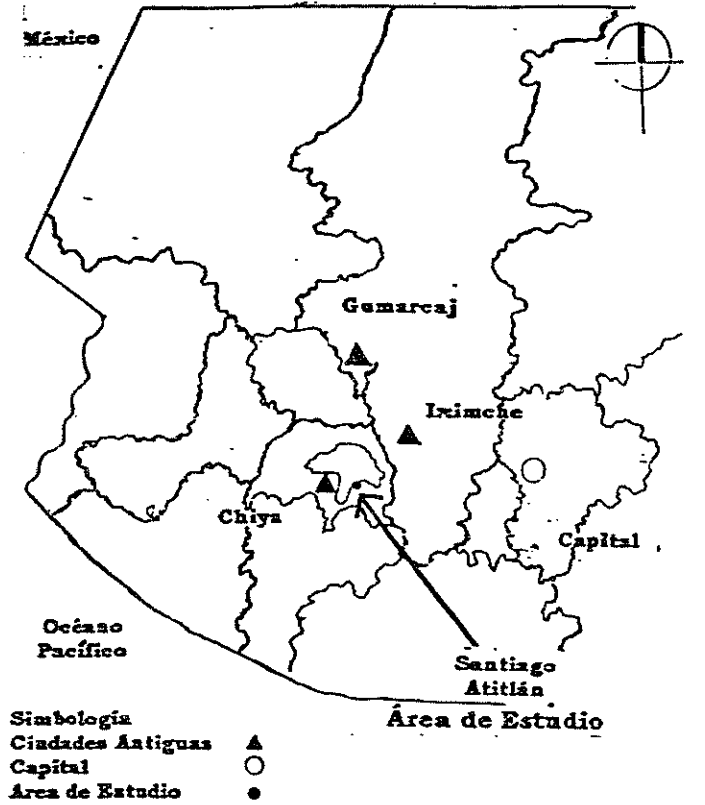 México
Gumarcaj
Iximche
Chiya
Capital
Océano
Pacífico
Santiago
Atitlán
Área de Estudio
Simbología
Ciudades Antiguas
Capital
Area de Estudio